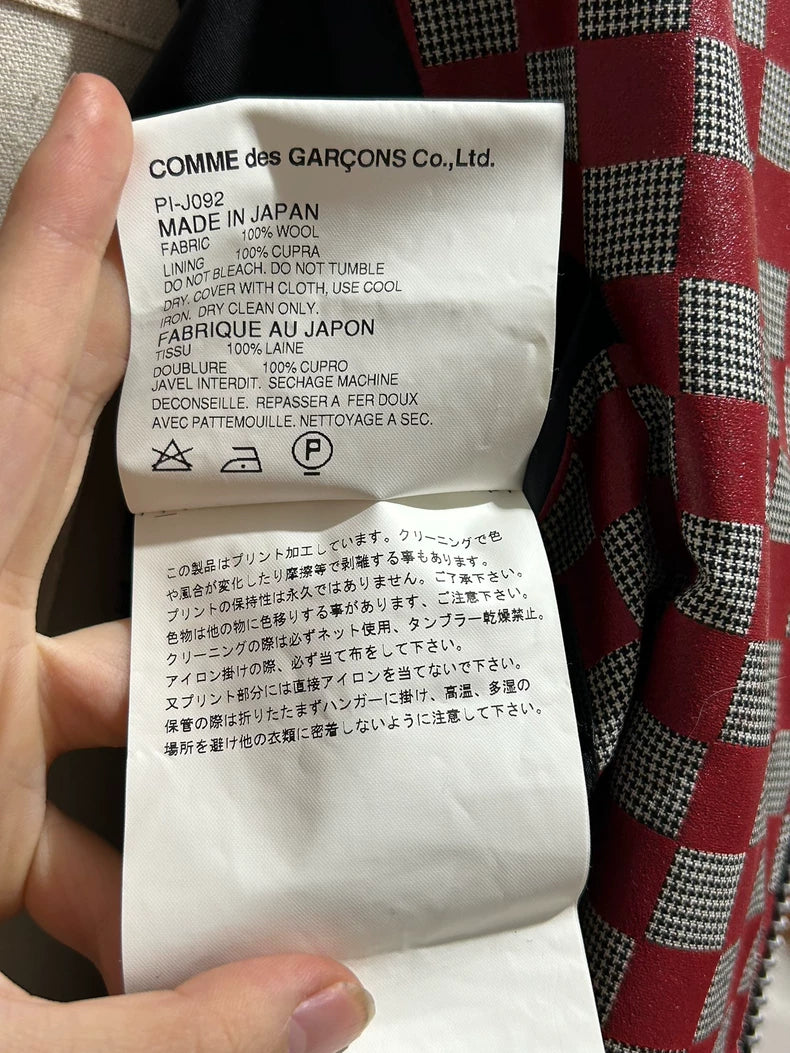 COMME des GARÇONS Co.,Ltd.
PI-J092
MADE IN JAPAN
FABRIC 100% WOOL
LINING 100% CUPRA
DO NOT BLEACH. DO NOT TUMBLE
DRY. COVER WITH CLOTH, USE COOL
IRON. DRY CLEAN ONLY.
FABRIQUE AU JAPON
TISSU 100% LAINE
DOUBLURE 100% CUPRO
JAVEL INTERDIT. SECHAGE MACHINE
DECONSEILLE. REPASSER A FER DOUX
AVEC PATTEMOUILLE. NETTOYAGE A SEC.
P
この製品はプリント加工しています。クリーニングで色
や風合が変化したり摩擦等で剥離する事もあります。
プリントの保持性は永久ではありません。ご了承下さい。
色物は他の物に色移りする事があります、ご注意下さい。
クリーニングの際は必ずネット使用、タンブラー乾燥禁止。
アイロン掛けの際、必ず当て布をして下さい。
又プリント部分には直接アイロンを当てないで下さい。
保管の際は折りたたまずハンガーに掛け、高温、多湿の
場所を避け他の衣類に密着しないように注意して下さい。